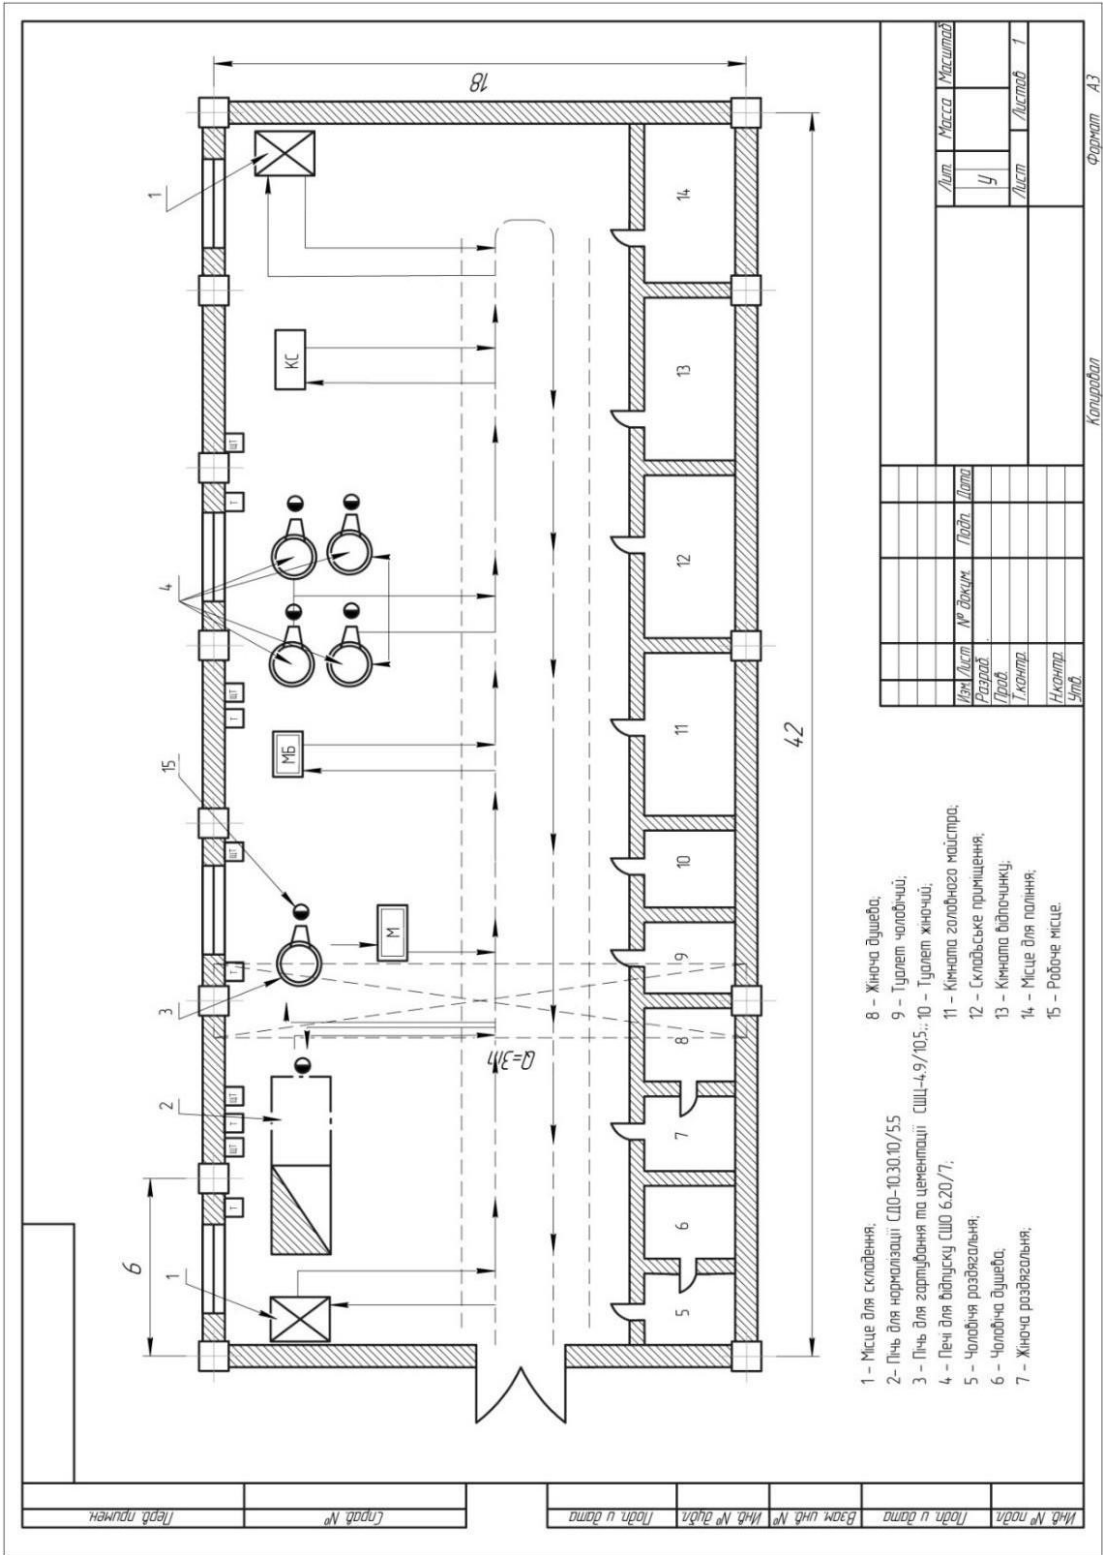 18
1
КС
4
15
МБ
3
М
2
1
6
Q=3т
42
Т
ШТ
Т
ШТ
Т
ШТ
Т
ШТ
Т
ШТ
5
6
7
8
9
10
11
12
13
14
1 – Місце для складення;
2– Піч для нормалізації СДО-10.30.10/5.5
3 – Піч для гартування та цементації СШЦ-4.9/10,5;
4 – Печі для відпуску СШО 6.20/7;
5 – Чоловіча роздягальня;
6 – Чоловіча душева;
7 – Жіноча роздягальня;
8 – Жіноча душева;
9 – Туалет чоловічий;
10 – Туалет жіночий;
11 – Кімната головного майстра;
12 – Складське приміщення;
13 – Кімната відпочинку;
14 – Місце для паління;
15 – Робоче місце.
Изм. Лист № докум. Подп. Дата
Разраб.
Пров.
Т.контр.
Н.контр.
Утв.
Лит. Масса Масштаб
У
Лист Листов 1
Копировал
Формат А3
Перв. примен.
Справ. №
Подп. и дата
Инв. № дубл.
Взам. инв. №
Подп. и дата
Инв. № подл.